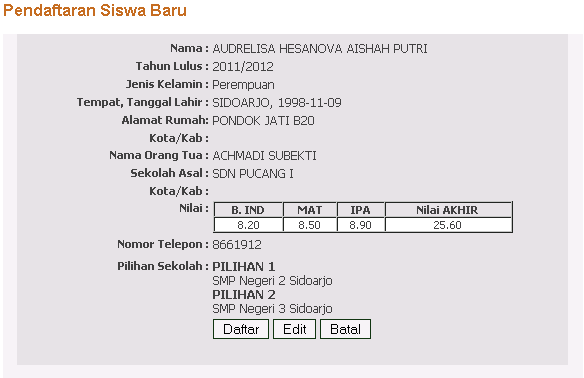 Pendaftaran Siswa Baru
Nama : AUDRELISA HESANOVA AISHAH PUTRI
Tahun Lulus : 2011/2012
Jenis Kelamin : Perempuan
Tempat, Tanggal Lahir : SIDOARJO, 1998-11-09
Alamat Rumah: PONDOK JATI B20
Kota/Kab :
Nama Orang Tua : ACHMADI SUBEKTI
Sekolah Asal : SDN PUCANG I
Kota/Kab :
Nilai : B. IND MAT IPA Nilai AKHIR
8.20 8.50 8.90 25.60
Nomor Telepon : 8661912
Pilihan Sekolah : PILIHAN 1
SMP Negeri 2 Sidoarjo
PILIHAN 2
SMP Negeri 3 Sidoarjo
Daftar Edit Batal